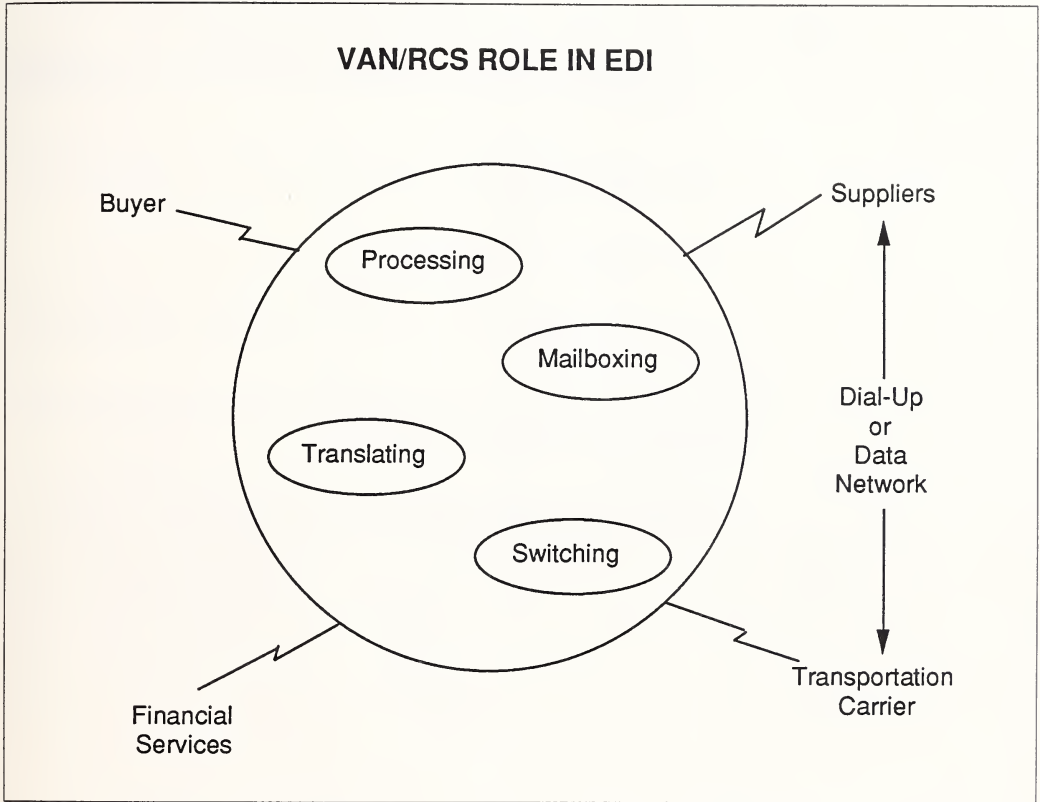 VAN/RCS ROLE IN EDI
Buyer
Suppliers
Processing
Mailboxing
Dial-Up
or
Data
Network
Translating
Switching
Transportation
Carrier
Financial
Services